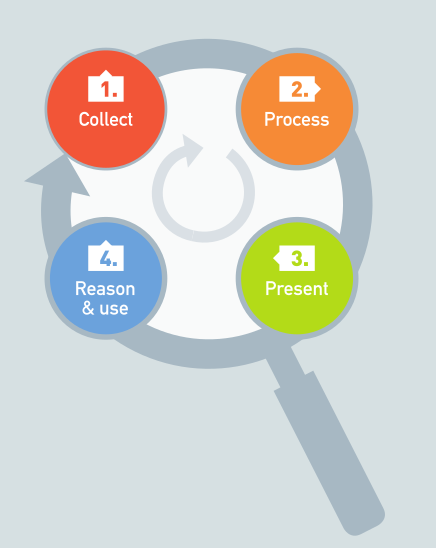 1.
Collect
2.
Process
3.
Present
4.
Reason
& use